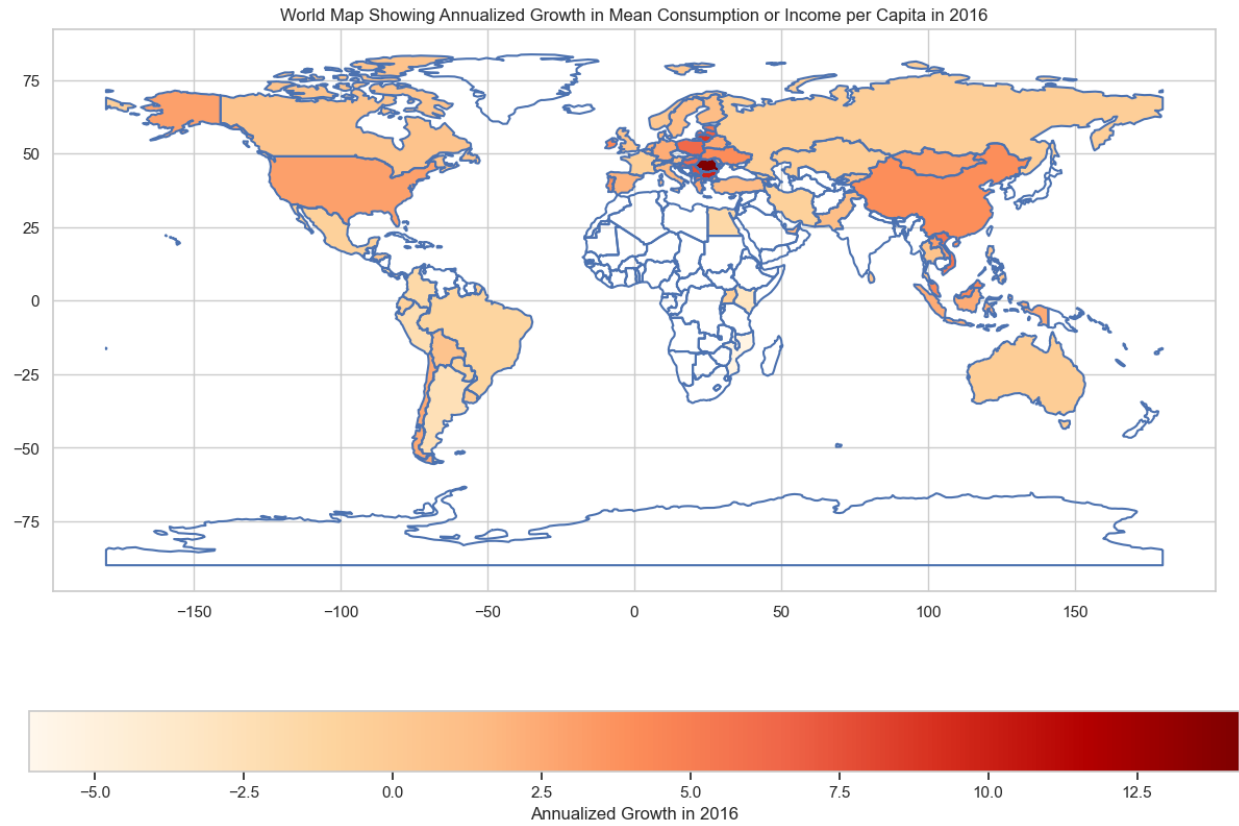 World Map Showing Annualized Growth in Mean Consumption or Income per Capita in 2016
75
50
25
0
−25
−50
−75
−150 −100 −50 0 50 100 150
−5.0 −2.5 0.0 2.5 5.0 7.5 10.0 12.5
Annualized Growth in 2016